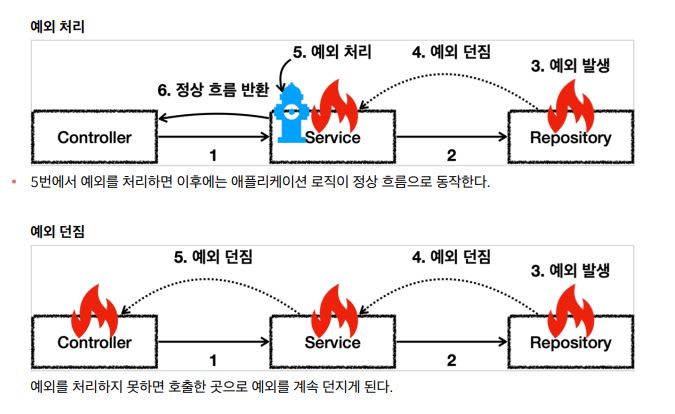 예외 처리
5. 예외 처리
4. 예외 던짐
3. 예외 발생
6. 정상 흐름 반환
Controller
Service
Repository
1
2
5번에서 예외를 처리하면 이후에는 애플리케이션 로직이 정상 흐름으로 동작한다.
예외 던짐
5. 예외 던짐
4. 예외 던짐
3. 예외 발생
Controller
Service
Repository
1
2
예외를 처리하지 못하면 호출한 곳으로 예외를 계속 던지게 된다.